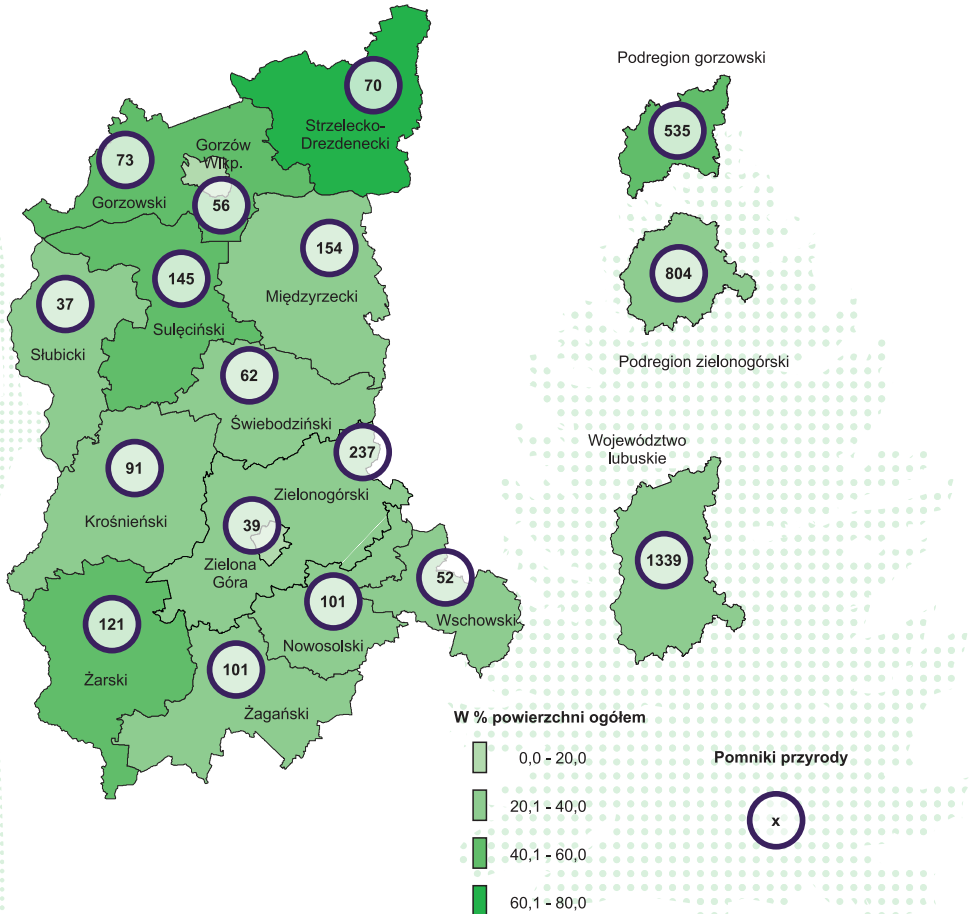 70
Strzelecko-
Drezdenecki
Gorzów
Wlkp.
73
Gorzowski
56
154
Międzyrzecki
145
Sulęciński
37
Słubicki
62
Świebodziński
237
Zielonogórski
91
Krośnieński
39
Zielona
Góra
52
Wschowski
101
Nowosolski
121
Żarski
101
Żagański
Podregion gorzowski
535
804
Podregion zielonogórski
Województwo
lubuskie
1339
W % powierzchni ogółem
0,0 - 20,0
20,1 - 40,0
40,1 - 60,0
60,1 - 80,0
Pomniki przyrody
x